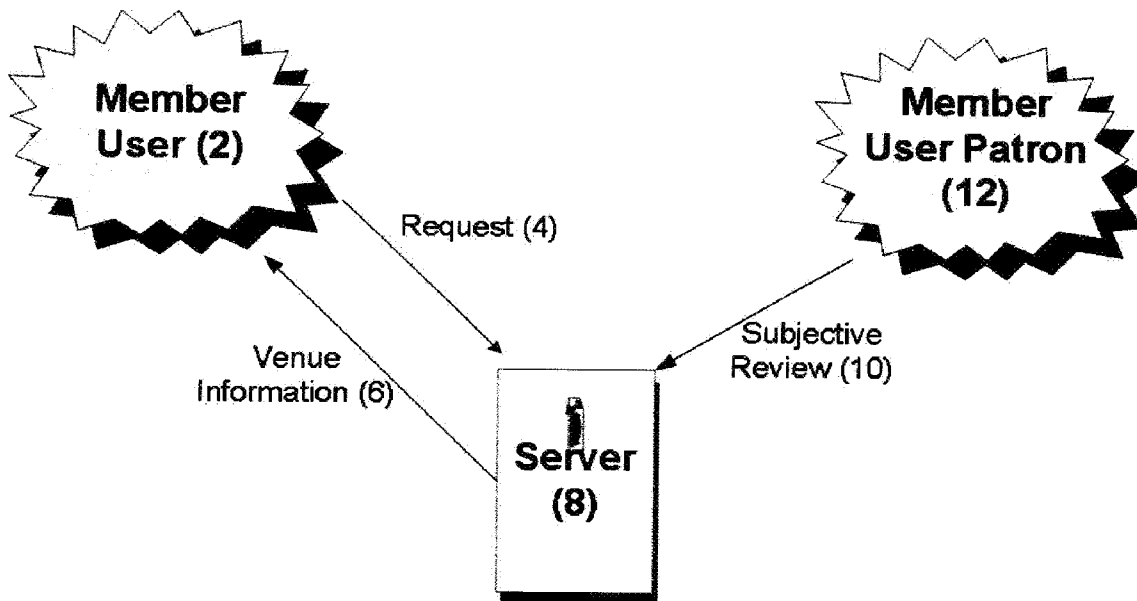 Member
User (2)
Member
User Patron
(12)
Request (4)
Venue
Information (6)
Subjective
Review (10)
Server
(8)